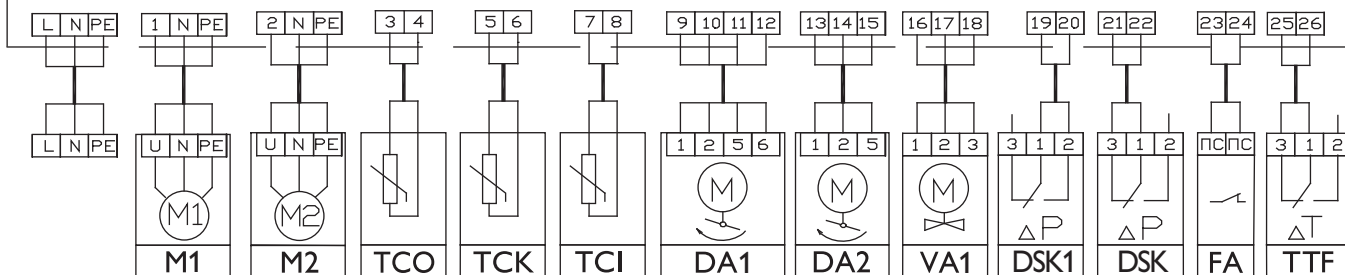 L N PE 1 N PE 2 N PE 3 4 5 6 7 8 9 10 11 12 13 14 15 16 17 18 19 20 21 22 23 24 25 26
L N PE U N PE U N PE 1 2 5 6 1 2 5 1 2 3 3 1 2 3 1 2 ПС ПС 3 1 2
M1 M2 M M M △P △P △T
M1 M2 TCO TCK TCI DA1 DA2 VA1 DSK1 DSK FA TTF